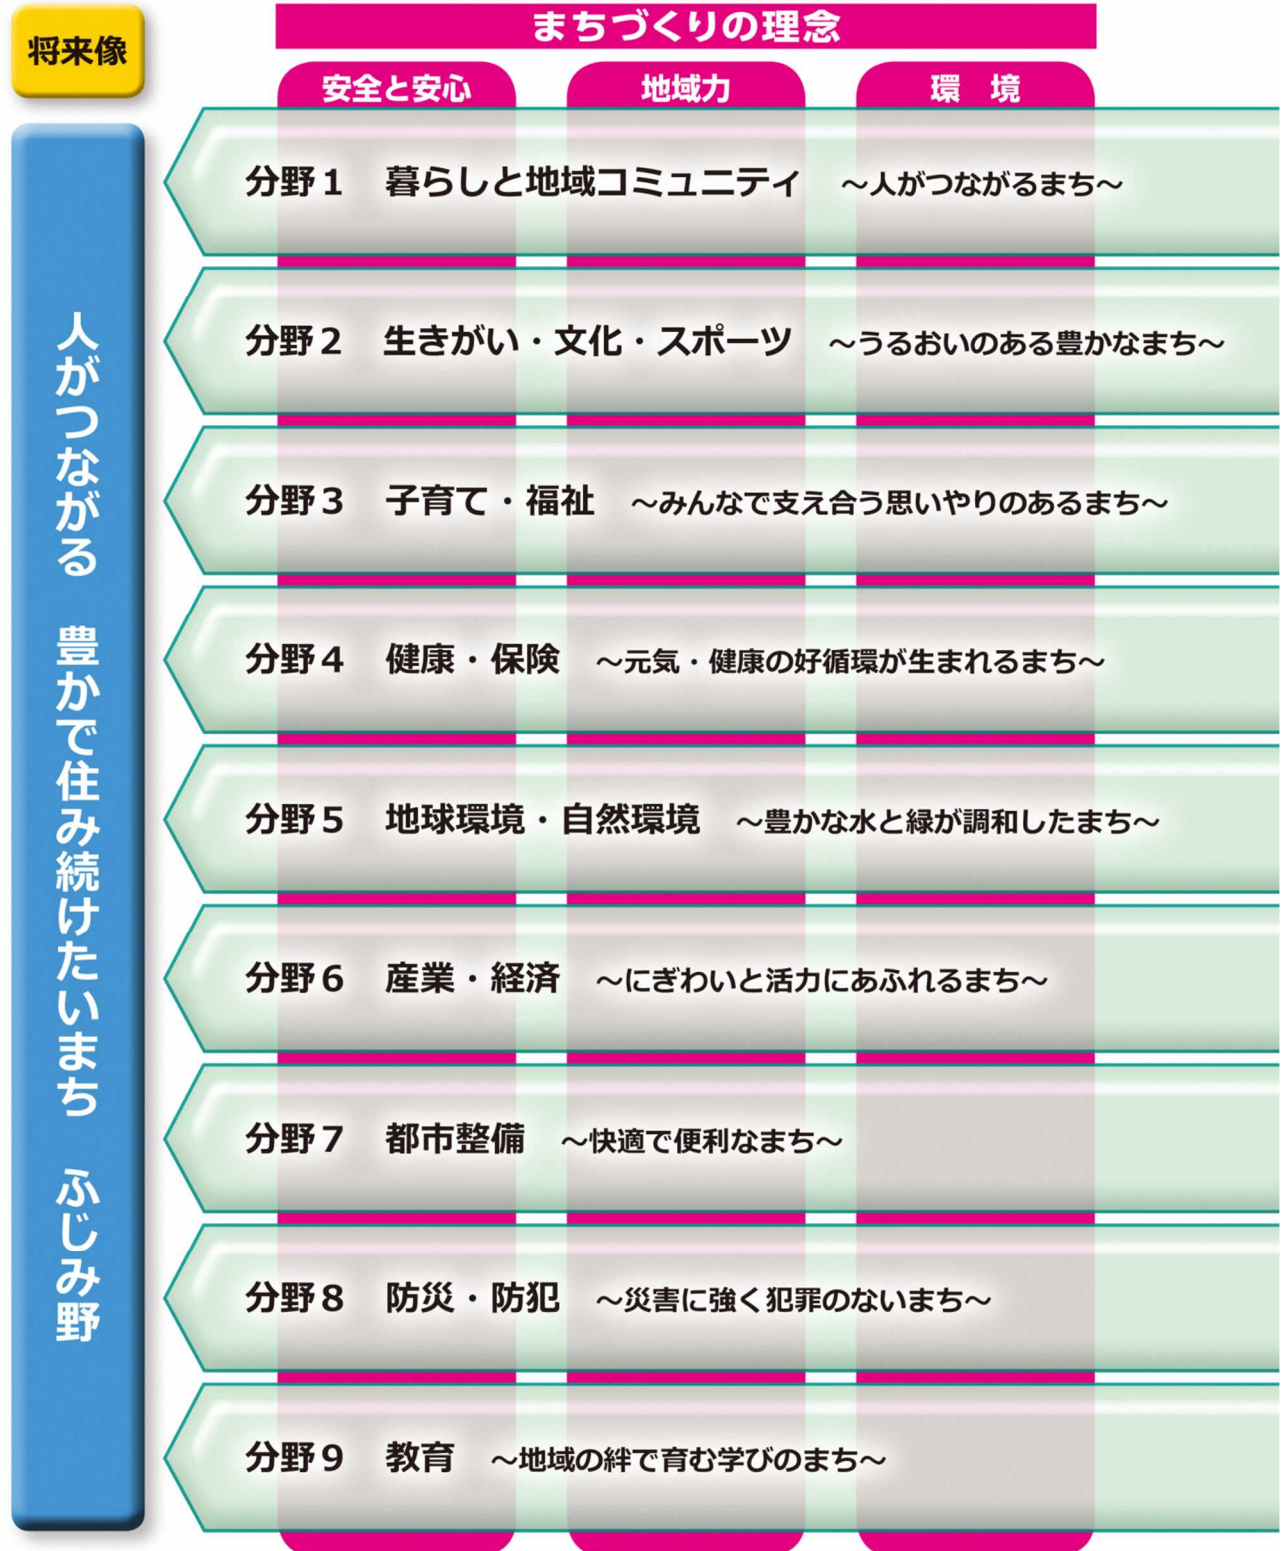 将来像
まちづくりの理念
安全と安心
地域力
環　境
人がつながる　豊かで住み続けたいまち　ふじみ野
分野１　暮らしと地域コミュニティ　～人がつながるまち～
分野２　生きがい・文化・スポーツ　～うるおいのある豊かなまち～
分野３　子育て・福祉　～みんなで支え合う思いやりのあるまち～
分野４　健康・保険　～元気・健康の好循環が生まれるまち～
分野５　地球環境・自然環境　～豊かな水と緑が調和したまち～
分野６　産業・経済　～にぎわいと活力にあふれるまち～
分野７　都市整備　～快適で便利なまち～
分野８　防災・防犯　～災害に強く犯罪のないまち～
分野９　教育　～地域の絆で育む学びのまち～